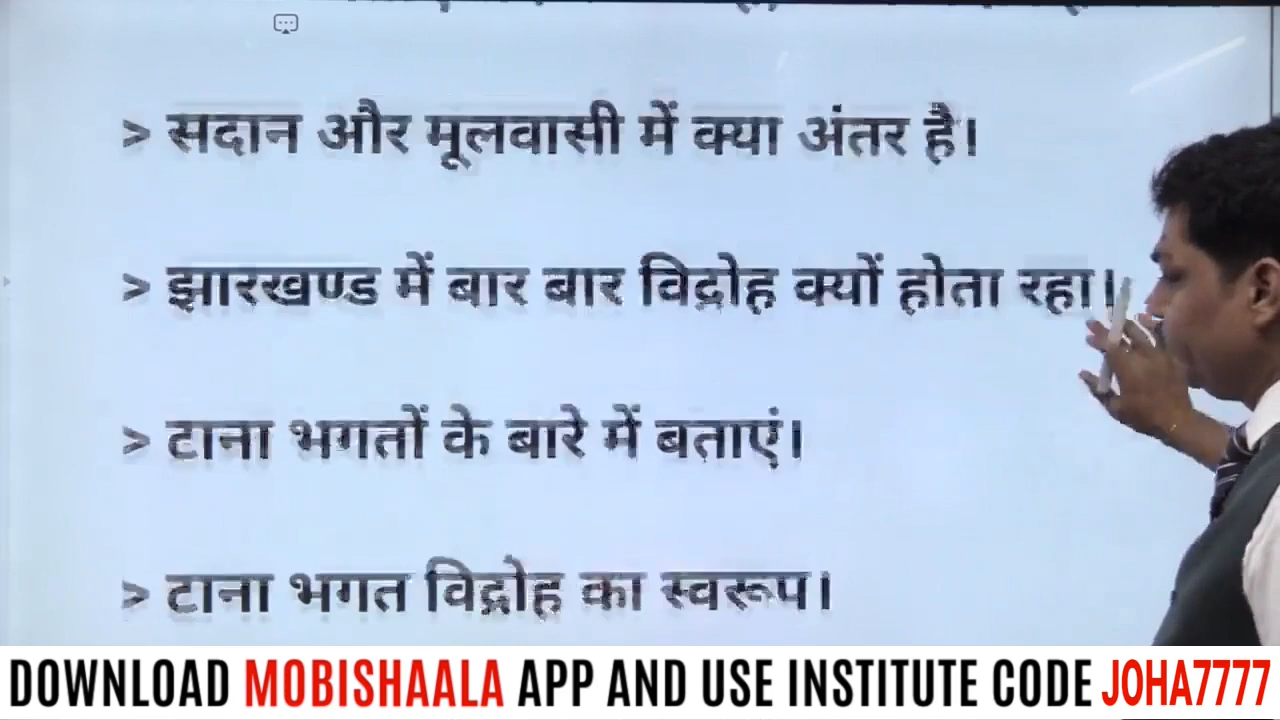 > सदान और मूलवासी में क्या अंतर है।
> झारखण्ड में बार बार विद्रोह क्यों होता रहा।
> टाना भगतों के बारे में बताएं।
> टाना भगत विद्रोह का स्वरूप।
DOWNLOAD MOBISHAALA APP AND USE INSTITUTE CODE JOHA7777